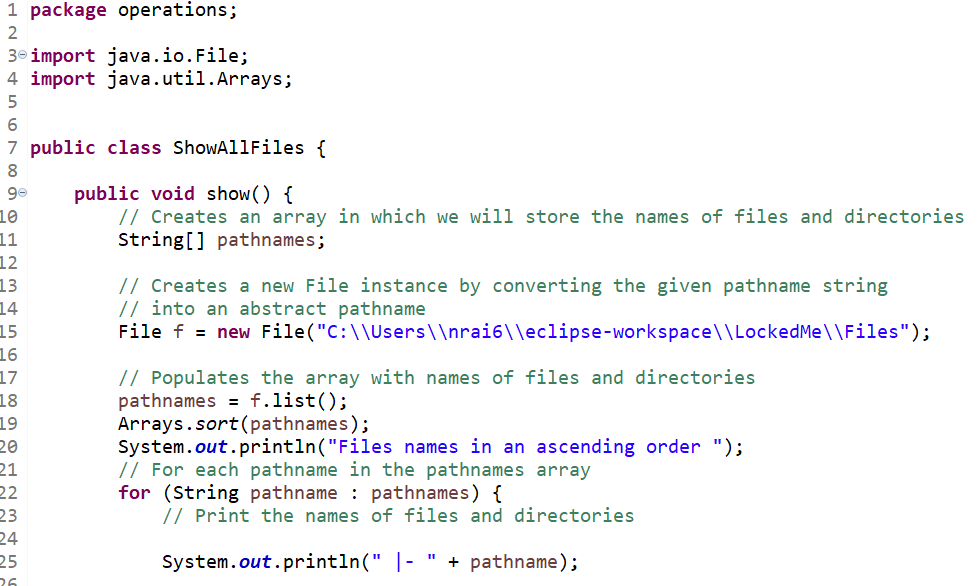 1 package operations;
2
3 import java.io.File;
4 import java.util.Arrays;
5
6
7 public class ShowAllFiles {
8
9 public void show() {
10 // Creates an array in which we will store the names of files and directories
11 String[] pathnames;
12
13 // Creates a new File instance by converting the given pathname string
14 // into an abstract pathname
15 File f = new File("C:\\Users\\nrai6\\eclipse-workspace\\LockedMe\\Files");
16
17 // Populates the array with names of files and directories
18 pathnames = f.list();
19 Arrays.sort(pathnames);
20 System.out.println("Files names in an ascending order ");
21 // For each pathname in the pathnames array
22 for (String pathname : pathnames) {
23 // Print the names of files and directories
24
25 System.out.println(" |- " + pathname);
26